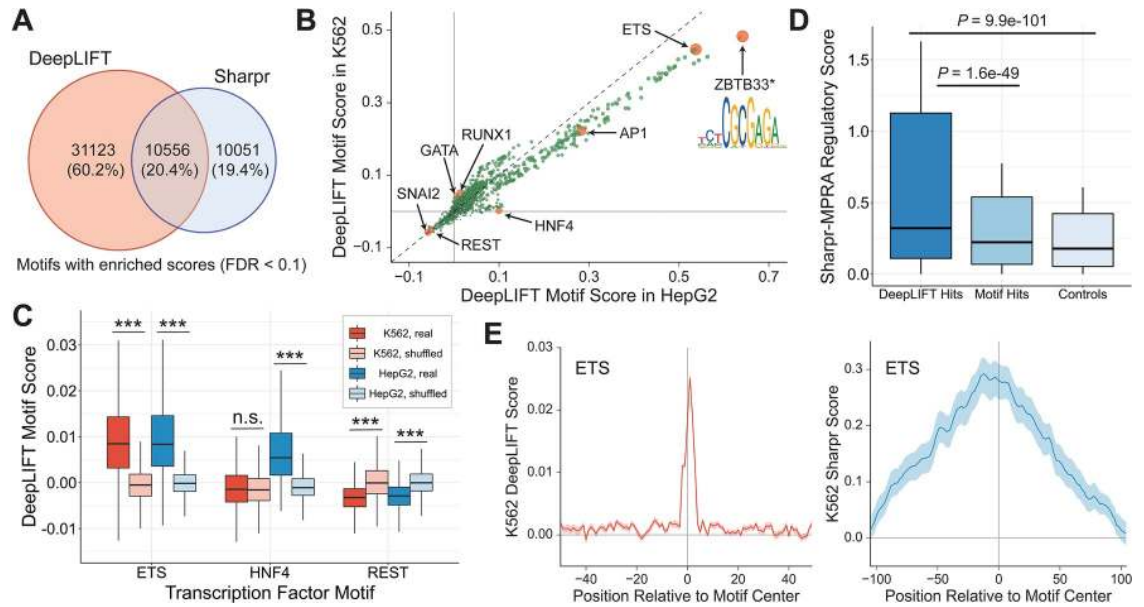 A
DeepLIFT
Sharpr
31123
(60.2%)
10556
(20.4%)
10051
(19.4%)
Motifs with enriched scores (FDR < 0.1)
B
DeepLIFT Motif Score in K562
0.5
0.3
0.1
−0.1
ETS
ZBTB33*
CGCGAGA
AP1
RUNX1
GATA
SNAI2
REST
HNF4
−0.1
0.1
0.3
0.5
0.7
DeepLIFT Motif Score in HepG2
C
DeepLIFT Motif Score
0.03
0.02
0.01
0.00
-0.01
***
***
n.s.
***
***
***
K562, real
K562, shuffled
HepG2, real
HepG2, shuffled
ETS
HNF4
REST
Transcription Factor Motif
D
Sharpr-MPRA Regulatory Score
1.5
1.0
0.5
0.0
P = 9.9e-101
P = 1.6e-49
DeepLIFT Hits
Motif Hits
Controls
E
K562 DeepLIFT Score
0.03
0.02
0.01
0.00
ETS
−40
−20
0
20
40
Position Relative to Motif Center
K562 Sharpr Score
0.3
0.2
0.1
0.0
ETS
−100
−50
0
50
100
Position Relative to Motif Center